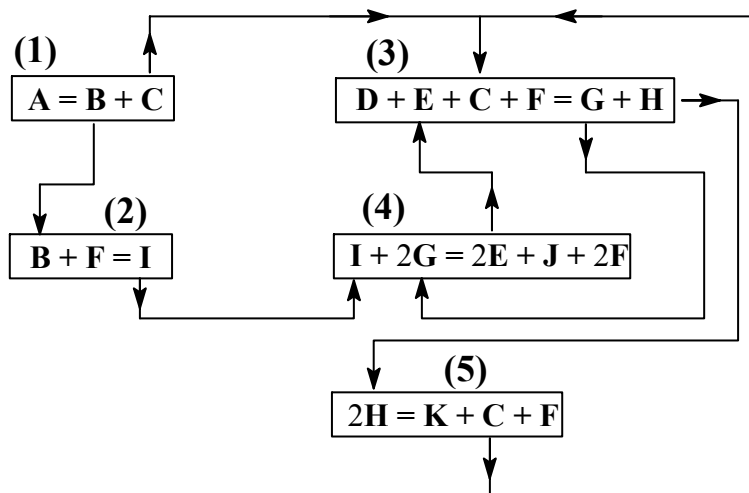 (1)
A = B + C
(3)
D + E + C + F = G + H
(2)
B + F = I
(4)
I + 2G = 2E + J + 2F
(5)
2H = K + C + F